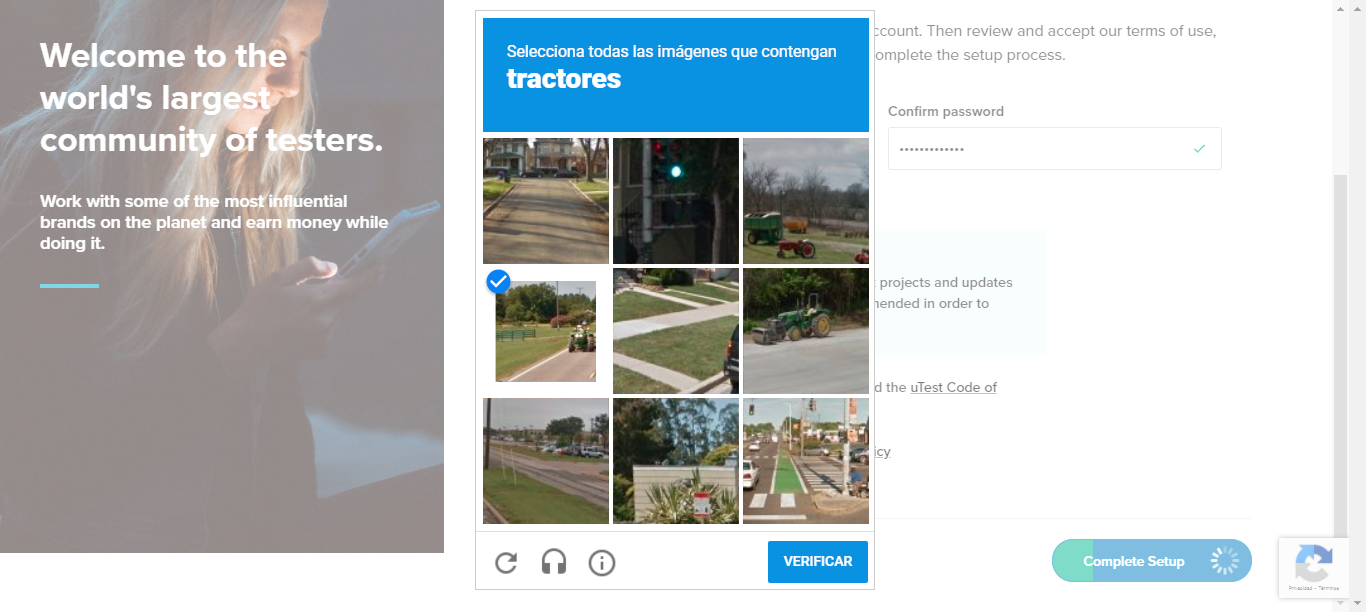 Welcome to the
world's largest
community of testers.
Work with some of the most influential
brands on the planet and earn money while
doing it.
Selecciona todas las imágenes que contengan
tractores
VERIFICAR
ccount. Then review and accept our terms of use,
omplete the setup process.
Confirm password
•••••••••••••
t projects and updates
nended in order to
d the uTest Code of
icy
Complete Setup
Privacidad - Términos